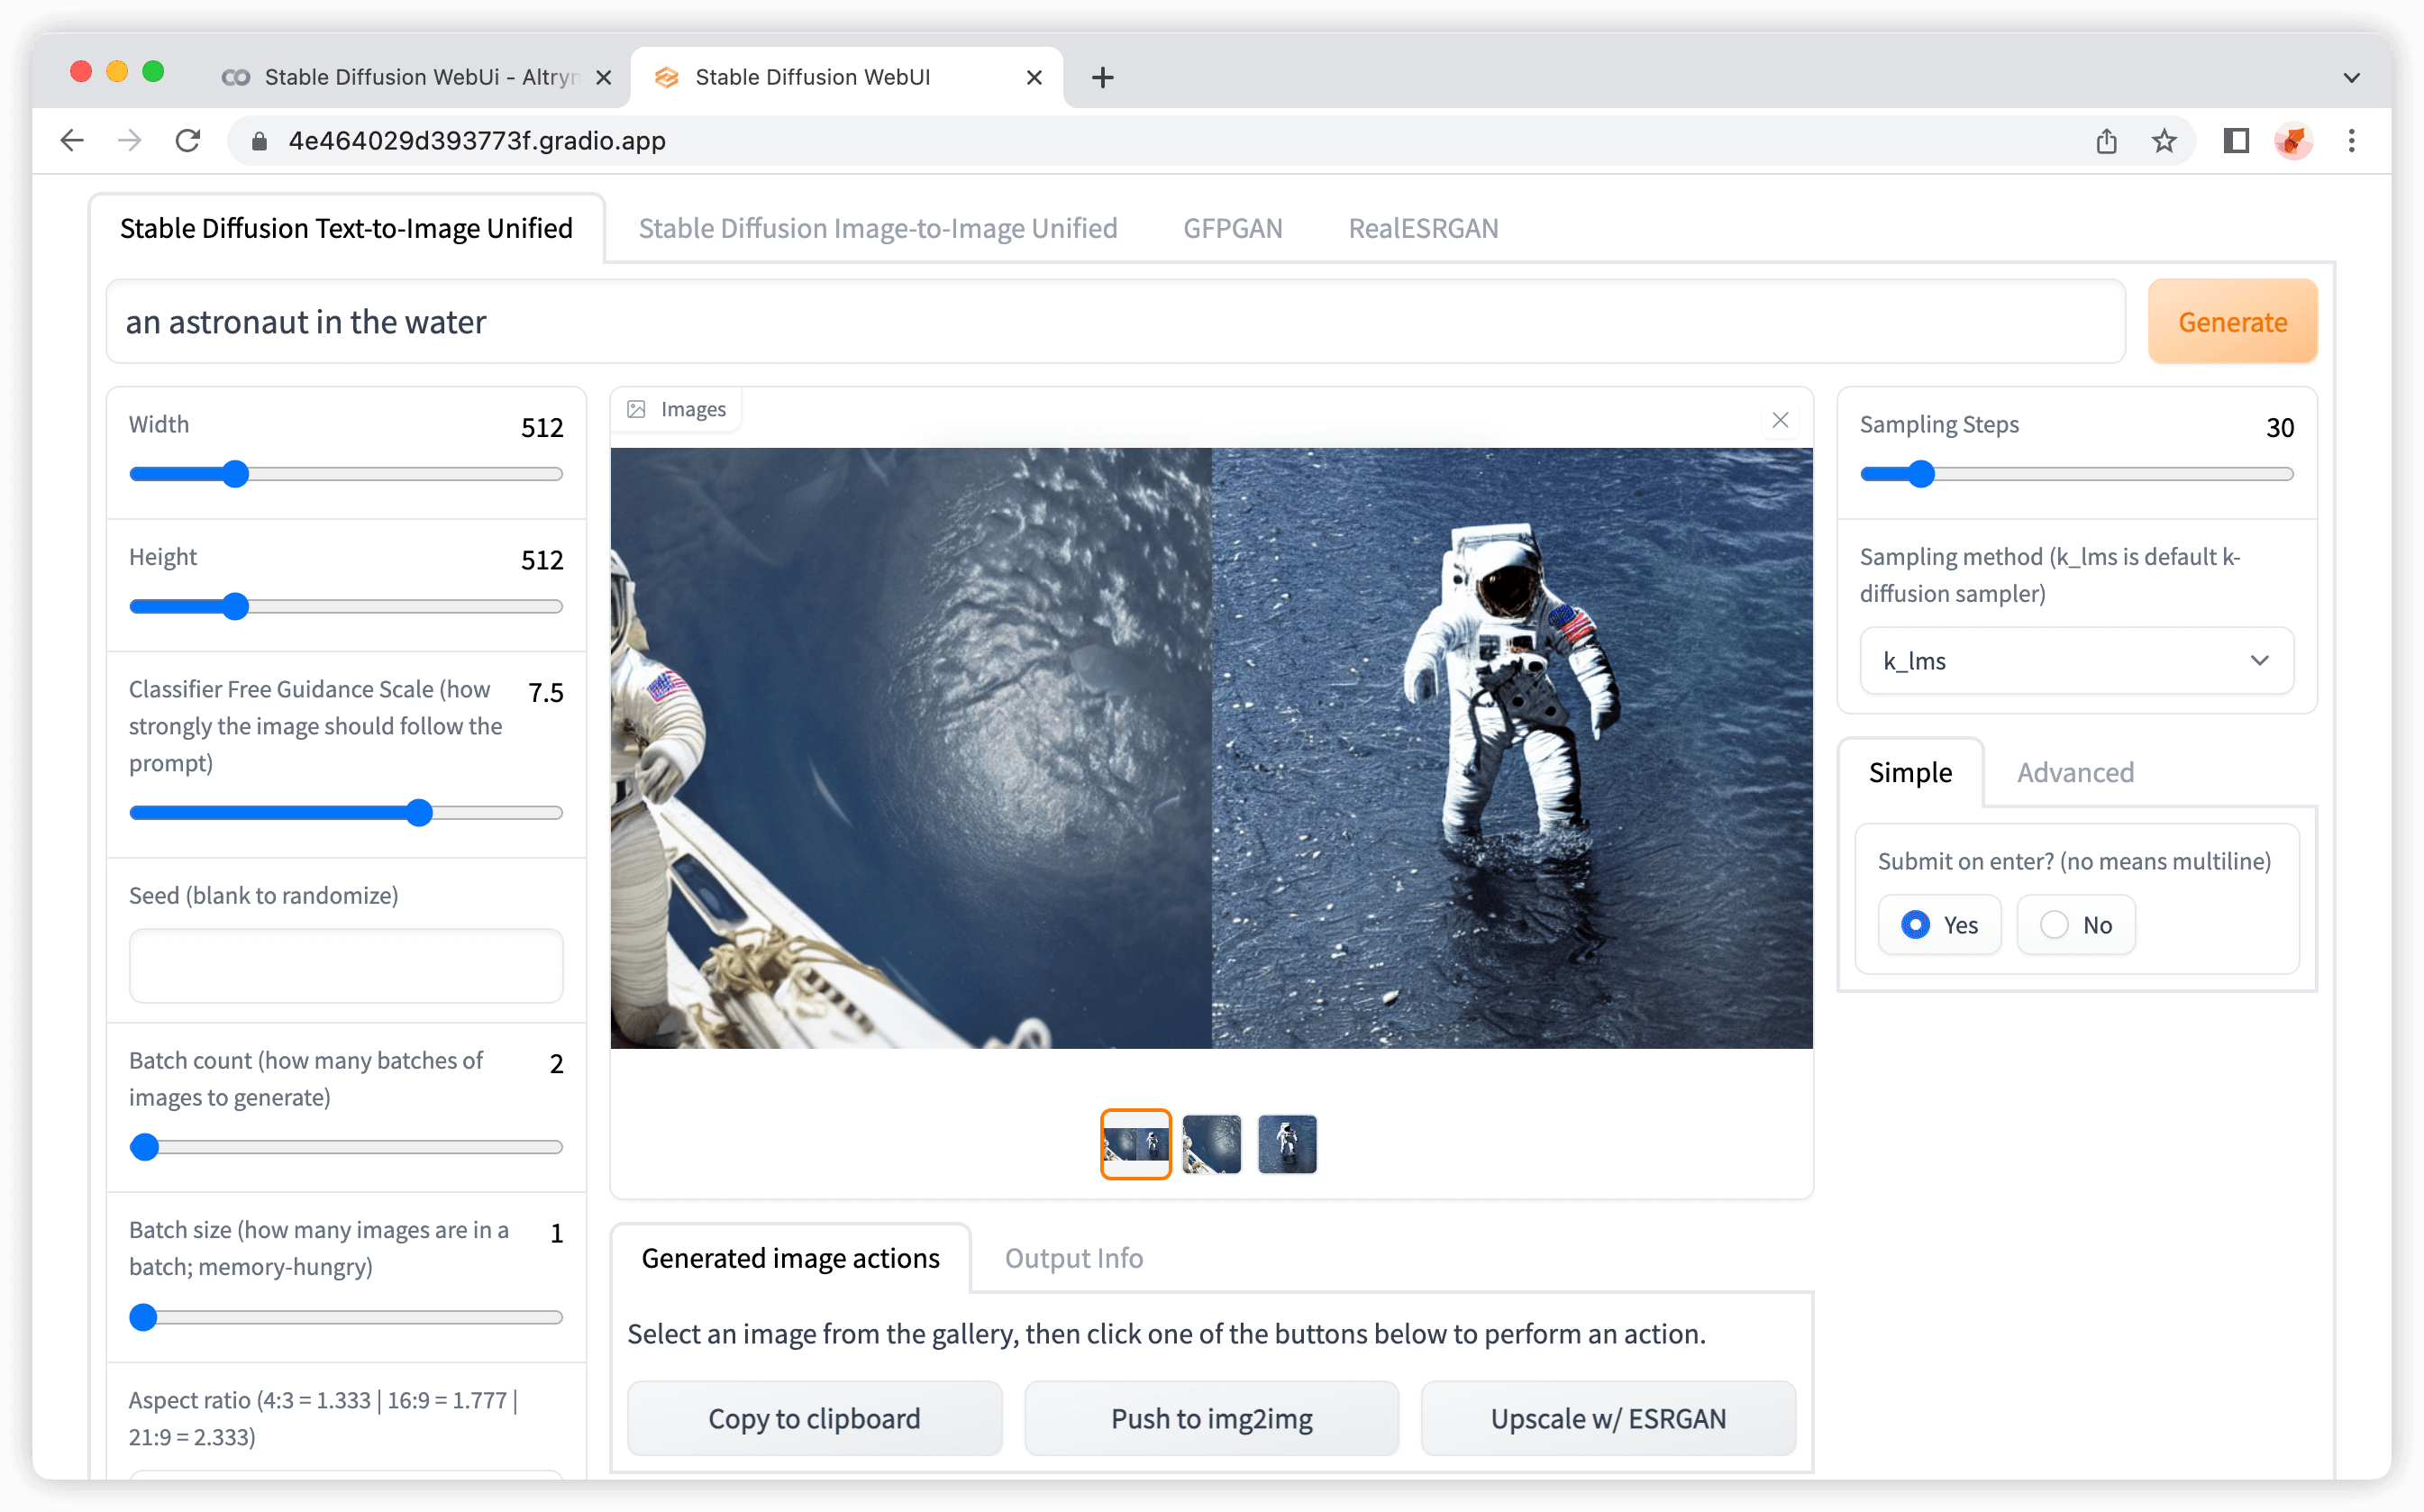 Stable Diffusion WebUi - Altryn
Stable Diffusion WebUI
4e464029d393773f.gradio.app
Stable Diffusion Text-to-Image Unified
Stable Diffusion Image-to-Image Unified
GFPGAN
RealESRGAN
an astronaut in the water
Generate
Width
512
Height
512
Classifier Free Guidance Scale (how
strongly the image should follow the
prompt)
7.5
Seed (blank to randomize)
Batch count (how many batches of
images to generate)
2
Batch size (how many images are in a
batch; memory-hungry)
1
Aspect ratio (4:3 = 1.333 | 16:9 = 1.777 |
21:9 = 2.333)
Images
Generated image actions
Output Info
Select an image from the gallery, then click one of the buttons below to perform an action.
Copy to clipboard
Push to img2img
Upscale w/ ESRGAN
Sampling Steps
30
Sampling method (k_lms is default k-
diffusion sampler)
k_lms
Simple
Advanced
Submit on enter? (no means multiline)
Yes
No